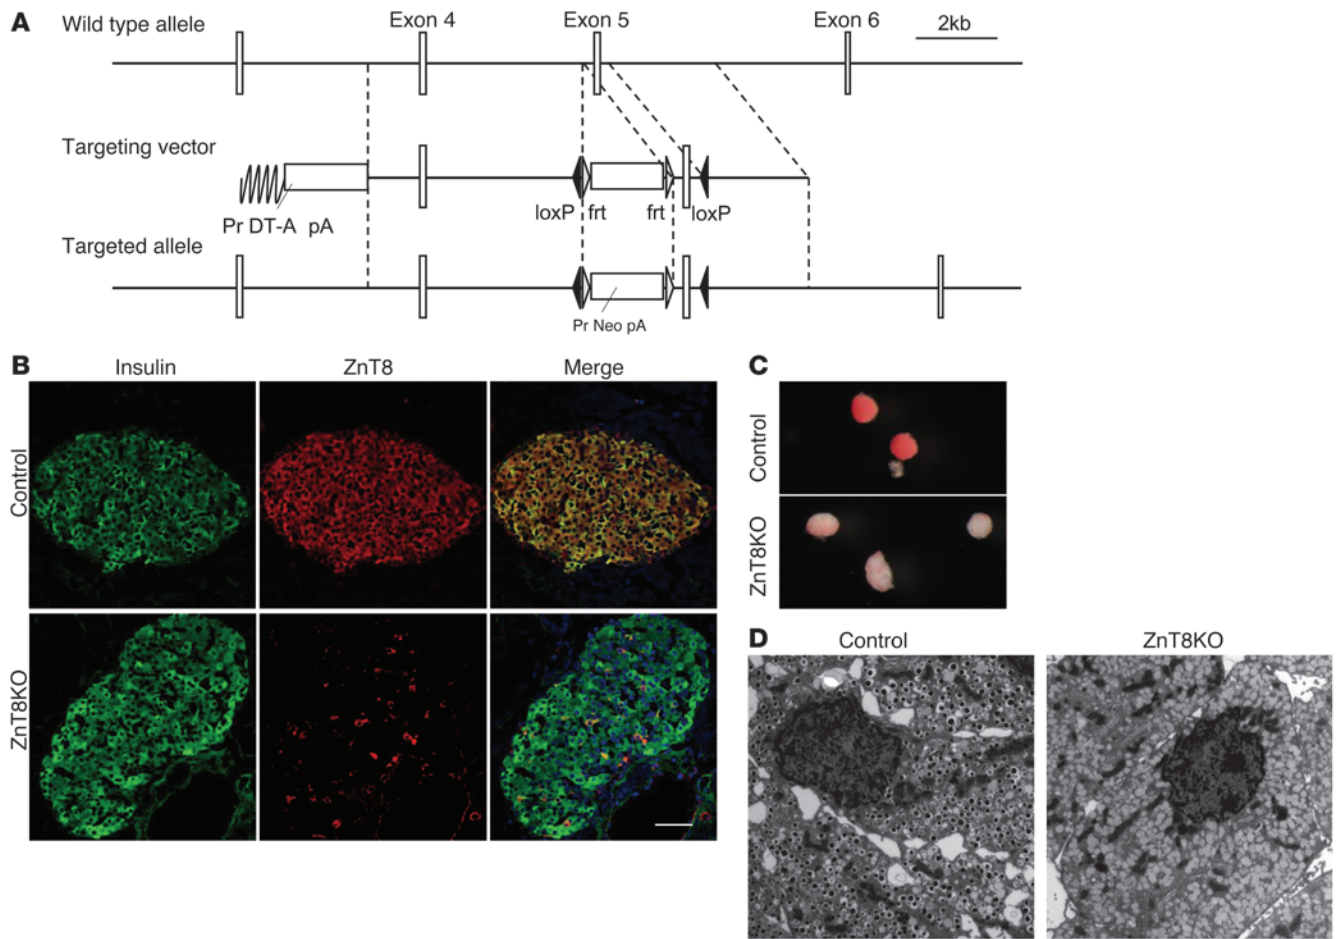 A
Wild type allele
Exon 4
Exon 5
Exon 6
2kb
Targeting vector
loxP
frt
frt
loxP
Pr DT-A pA
Targeted allele
Pr Neo pA
B
Insulin
ZnT8
Merge
Control
ZnT8KO
C
Control
ZnT8KO
D
Control
ZnT8KO